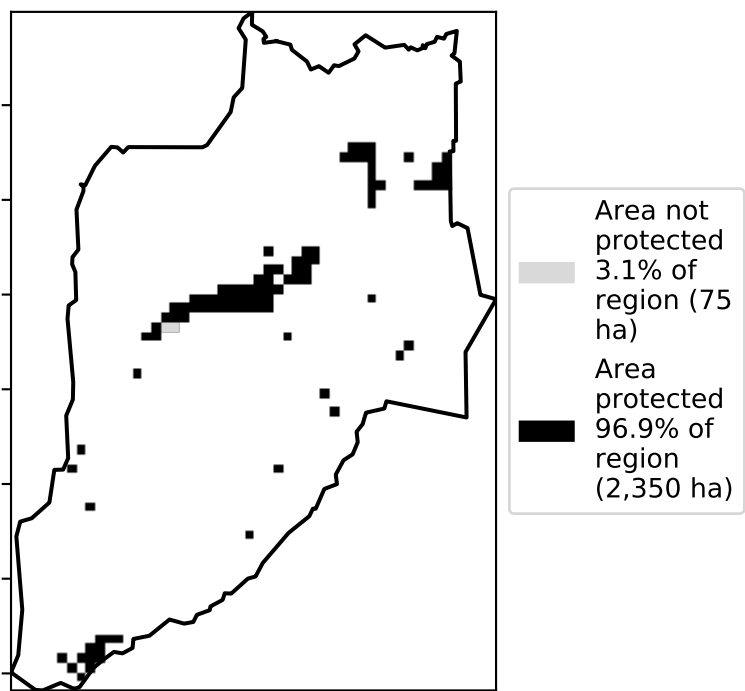 Area not
protected
3.1% of
region (75
ha)
Area
protected
96.9% of
region
(2,350 ha)